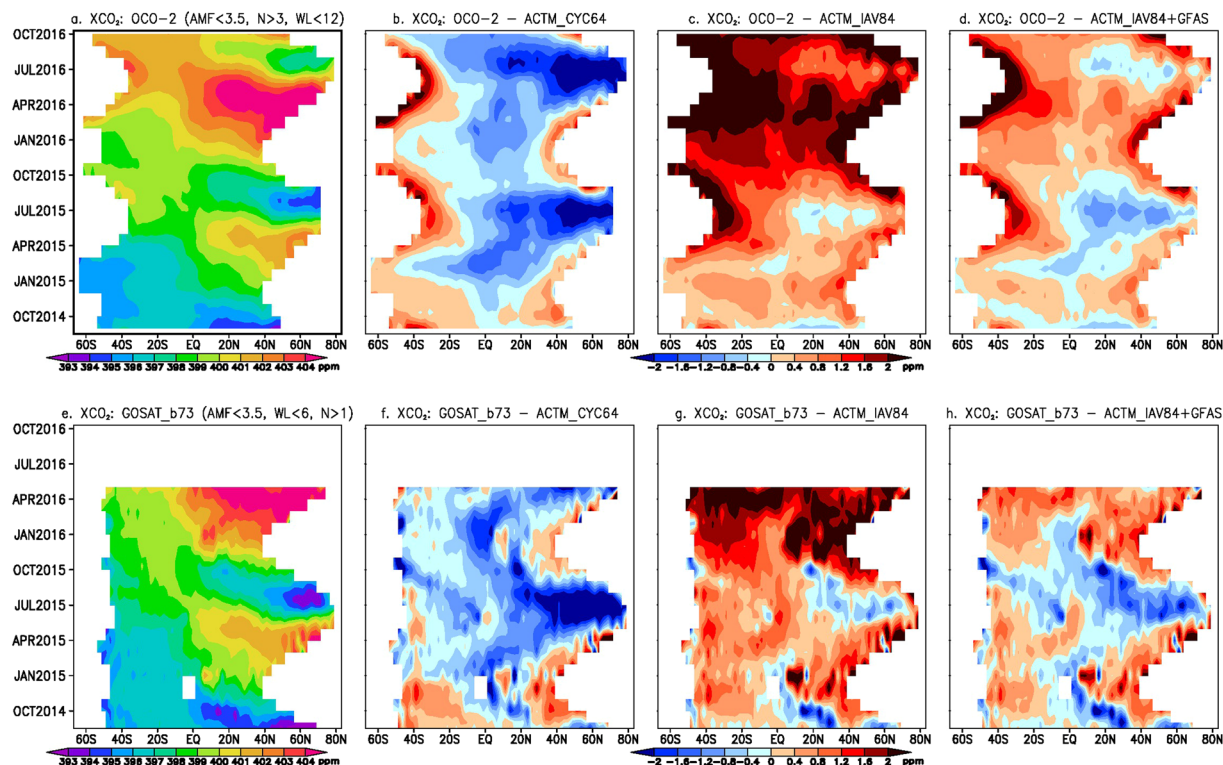 a. XCO₂: OCO-2 (AMF<3.5, N>3, WL<12)
b. XCO₂: OCO-2 – ACTM_CYC64
c. XCO₂: OCO-2 – ACTM_IAV84
d. XCO₂: OCO-2 – ACTM_IAV84+GFAS
OCT2016
JUL2016
APR2016
JAN2016
OCT2015
JUL2015
APR2015
JAN2015
OCT2014
60S 40S 20S EQ 20N 40N 60N 80N
60S 40S 20S EQ 20N 40N 60N 80N
60S 40S 20S EQ 20N 40N 60N 80N
60S 40S 20S EQ 20N 40N 60N 80N
393 394 395 396 397 398 399 400 401 402 403 404 ppm
-2 -1.6 -1.2 -0.8 -0.4 0 0.4 0.8 1.2 1.6 2 ppm
e. XCO₂: GOSAT_b73 (AMF<3.5, WL<6, N>1)
f. XCO₂: GOSAT_b73 – ACTM_CYC64
g. XCO₂: GOSAT_b73 – ACTM_IAV84
h. XCO₂: GOSAT_b73 – ACTM_IAV84+GFAS
OCT2016
JUL2016
APR2016
JAN2016
OCT2015
JUL2015
APR2015
JAN2015
OCT2014
60S 40S 20S EQ 20N 40N 60N 80N
60S 40S 20S EQ 20N 40N 60N 80N
60S 40S 20S EQ 20N 40N 60N 80N
60S 40S 20S EQ 20N 40N 60N 80N
393 394 395 396 397 398 399 400 401 402 403 404 ppm
-2 -1.6 -1.2 -0.8 -0.4 0 0.4 0.8 1.2 1.6 2 ppm